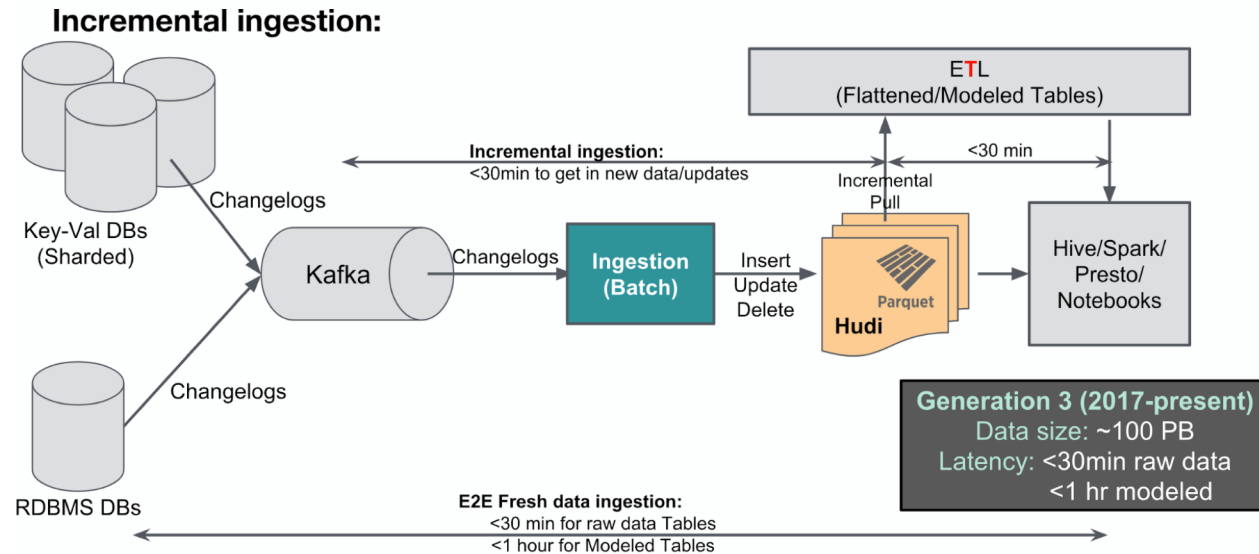 Incremental ingestion:
ETL
(Flattened/Modeled Tables)
Incremental ingestion:
<30min to get in new data/updates
<30 min
Incremental
Pull
Changelogs
Key-Val DBs
(Sharded)
Kafka
Changelogs
Ingestion
(Batch)
Insert
Update
Delete
Parquet
Hudi
Hive/Spark/
Presto/
Notebooks
Changelogs
RDBMS DBs
Generation 3 (2017-present)
Data size: ~100 PB
Latency: <30min raw data
<1 hr modeled
E2E Fresh data ingestion:
<30 min for raw data Tables
<1 hour for Modeled Tables